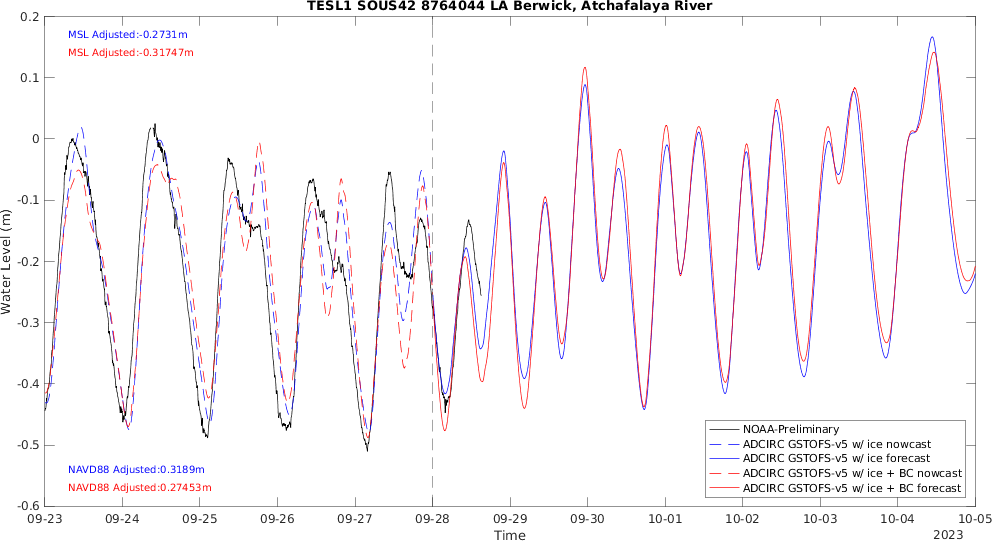 TESL1 SOUS42 8764044 LA Berwick, Atchafalaya River
MSL Adjusted:-0.2731m
MSL Adjusted:-0.31747m
Water Level (m)
0.2
0.1
0
-0.1
-0.2
-0.3
-0.4
-0.5
-0.6
NAVD88 Adjusted:0.3189m
NAVD88 Adjusted:0.27453m
NOAA-Preliminary
ADCIRC GSTOFS-v5 w/ ice nowcast
ADCIRC GSTOFS-v5 w/ ice forecast
ADCIRC GSTOFS-v5 w/ ice + BC nowcast
ADCIRC GSTOFS-v5 w/ ice + BC forecast
09-23 09-24 09-25 09-26 09-27 09-28 09-29 09-30 10-01 10-02 10-03 10-04 10-05
Time
2023